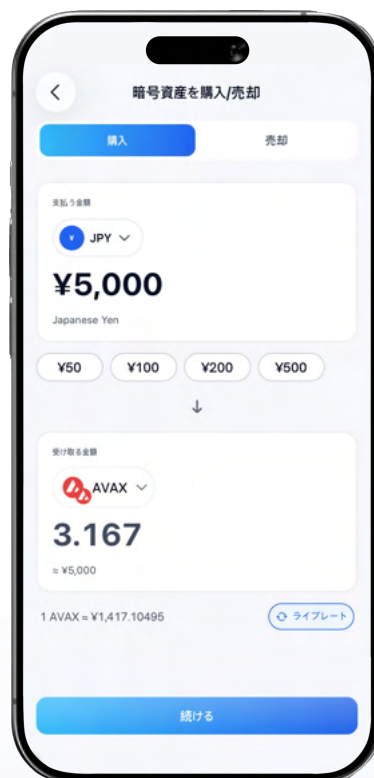 暗号資産を購入/売却
購入 売却
支払う金額
¥ JPY
¥5,000
Japanese Yen
¥50 ¥100 ¥200 ¥500
受け取る金額
AVAX
3.167
≈ ¥5,000
1 AVAX ≈ ¥1,417.10495 ライブレート
続ける